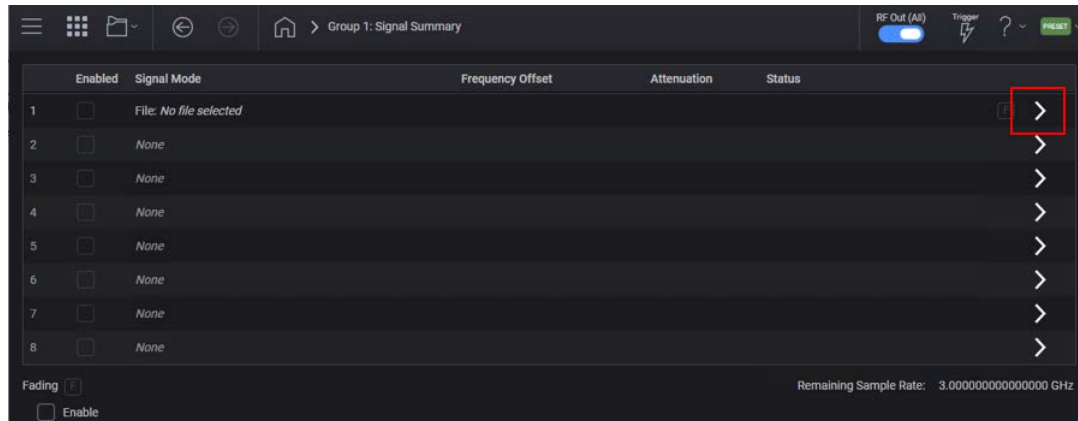 Group 1: Signal Summary
RF Out (All)
Trigger
?
PRESET
Enabled Signal Mode Frequency Offset Attenuation Status
1 File: No file selected F
2 None
3 None
4 None
5 None
6 None
7 None
8 None
Fading F
Remaining Sample Rate: 3.000000000000000 GHz
Enable